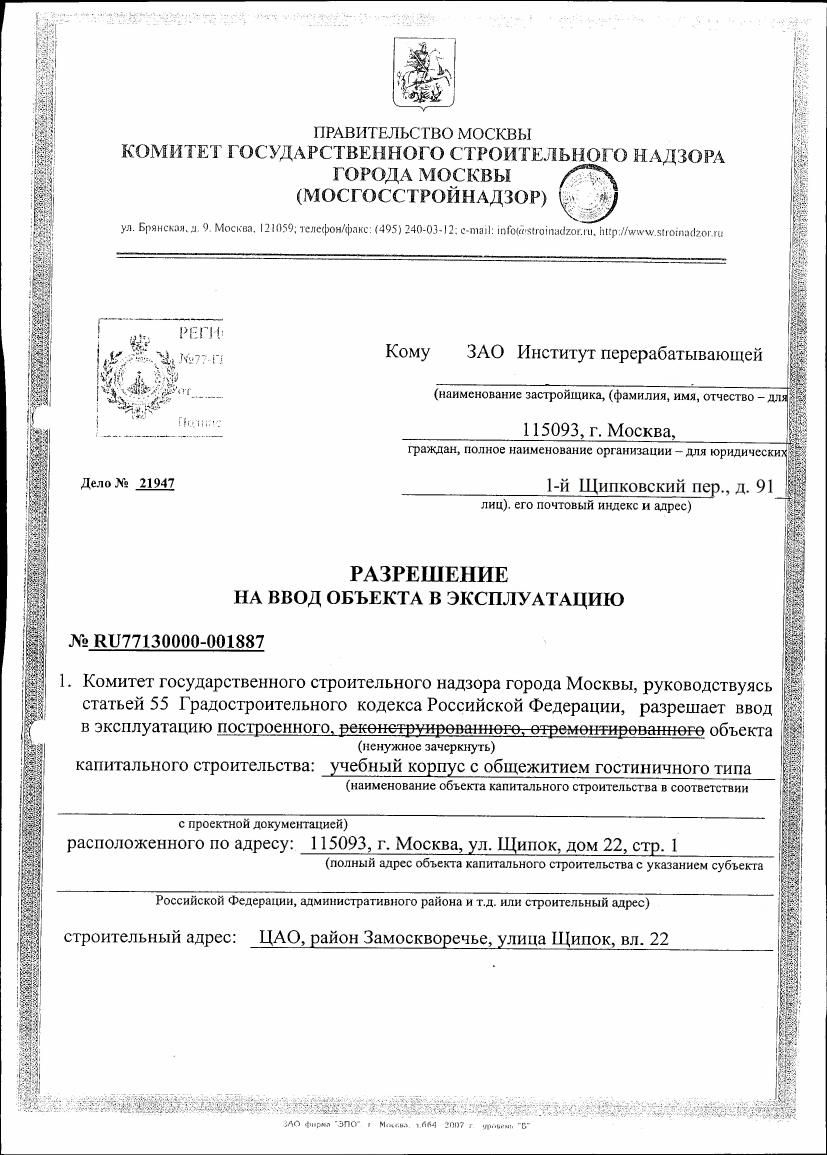 ПРАВИТЕЛЬСТВО МОСКВЫ
КОМИТЕТ ГОСУДАРСТВЕННОГО СТРОИТЕЛЬНОГО НАДЗОРА
ГОРОДА МОСКВЫ
(МОСГОССТРОЙНАДЗОР)
ул. Брянская, д. 9. Москва, 121059; телефон/факс: (495) 240-03-12; e-mail: info@stroinadzor.ru, http://www.stroinadzor.ru
РЕГИ
№77-ГІ
от
Кому ЗАО Институт перерабатывающей
(наименование застройщика, (фамилия, имя, отчество – для
115093, г. Москва,
граждан, полное наименование организации – для юридических
Дело № 21947
1-й Щипковский пер., д. 91
лиц). его почтовый индекс и адрес)
РАЗРЕШЕНИЕ
НА ВВОД ОБЪЕКТА В ЭКСПЛУАТАЦИЮ
№ RU77130000-001887
1. Комитет государственного строительного надзора города Москвы, руководствуясь
статьей 55 Градостроительного кодекса Российской Федерации, разрешает ввод
в эксплуатацию построенного, реконструированного, отремонтированного объекта
(ненужное зачеркнуть)
капитального строительства: учебный корпус с общежитием гостиничного типа
(наименование объекта капитального строительства в соответствии
с проектной документацией)
расположенного по адресу: 115093, г. Москва, ул. Щипок, дом 22, стр. 1
(полный адрес объекта капитального строительства с указанием субъекта
Российской Федерации, административного района и т.д. или строительный адрес)
строительный адрес: ЦАО, район Замоскворечье, улица Щипок, вл. 22
ЗАО фирма "ЭПО" г. Москва, з.664 2007 г. уровень "В"